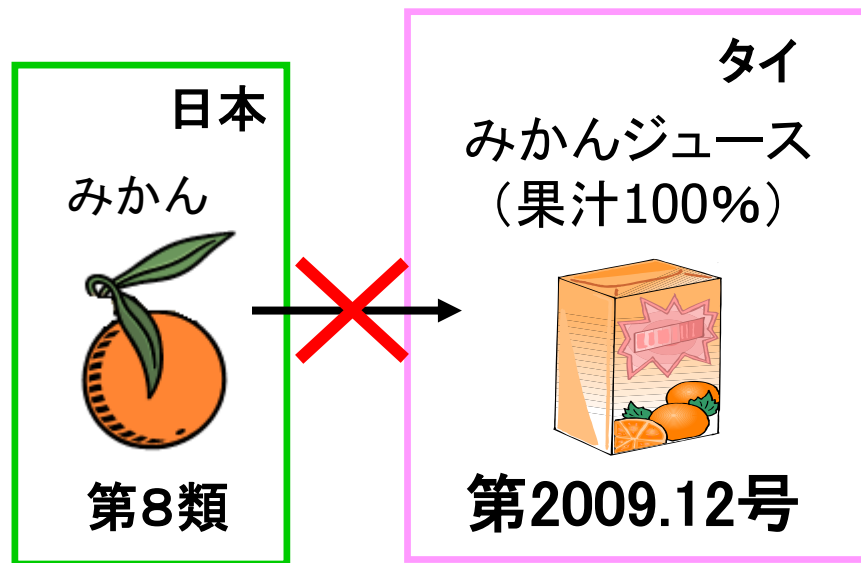 日本
みかん
第８類
タイ
みかんジュース
（果汁100％）
第2009.12号